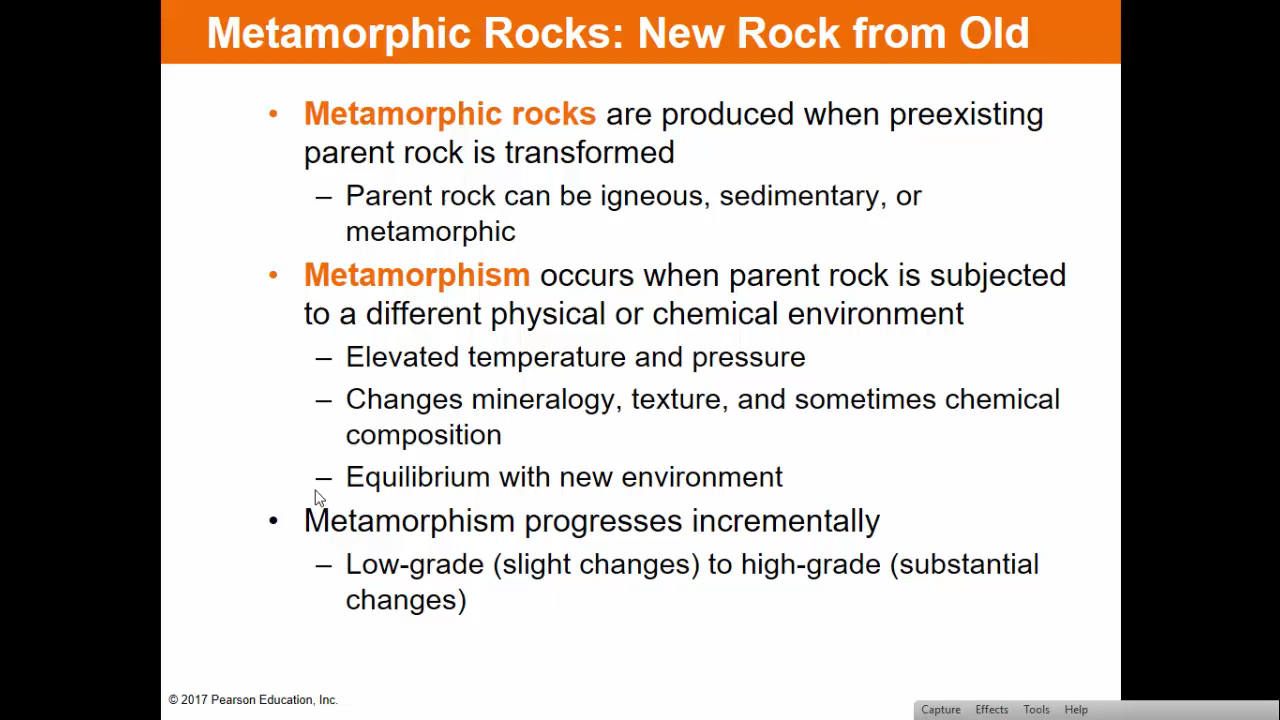 Metamorphic Rocks: New Rock from Old
• Metamorphic rocks are produced when preexisting
parent rock is transformed
– Parent rock can be igneous, sedimentary, or
metamorphic
• Metamorphism occurs when parent rock is subjected
to a different physical or chemical environment
– Elevated temperature and pressure
– Changes mineralogy, texture, and sometimes chemical
composition
– Equilibrium with new environment
• Metamorphism progresses incrementally
– Low-grade (slight changes) to high-grade (substantial
changes)
© 2017 Pearson Education, Inc.
Capture Effects Tools Help